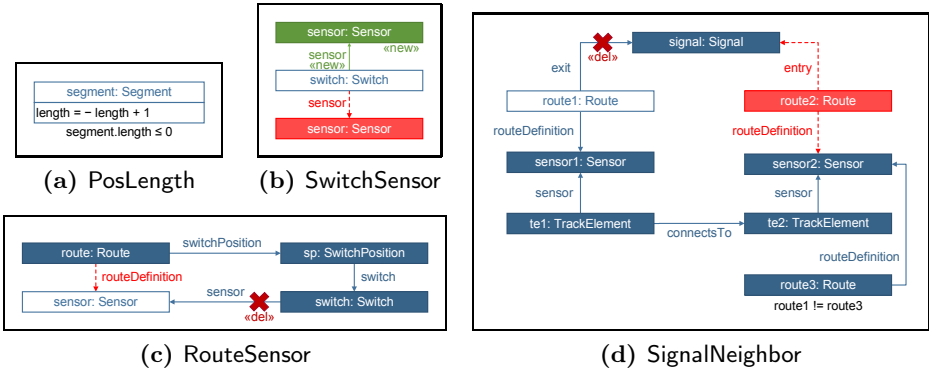 segment: Segment
length = − length + 1
segment.length ≤ 0
(a) PosLength
sensor: Sensor
«new»
sensor
«new»
switch: Switch
sensor
sensor: Sensor
(b) SwitchSensor
route: Route
switchPosition
sp: SwitchPosition
routeDefinition
switch
sensor: Sensor
sensor
«del»
switch: Switch
(c) RouteSensor
signal: Signal
«del»
exit
entry
route1: Route
route2: Route
routeDefinition
routeDefinition
sensor1: Sensor
sensor2: Sensor
sensor
sensor
te1: TrackElement
connectsTo
te2: TrackElement
routeDefinition
route3: Route
route1 != route3
(d) SignalNeighbor